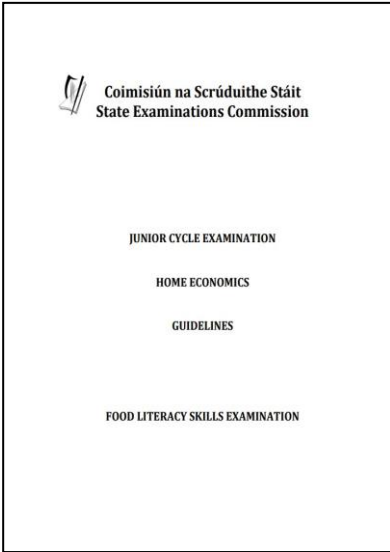 Coimisiún na Scrúduithe Stáit
State Examinations Commission
JUNIOR CYCLE EXAMINATION
HOME ECONOMICS
GUIDELINES
FOOD LITERACY SKILLS EXAMINATION